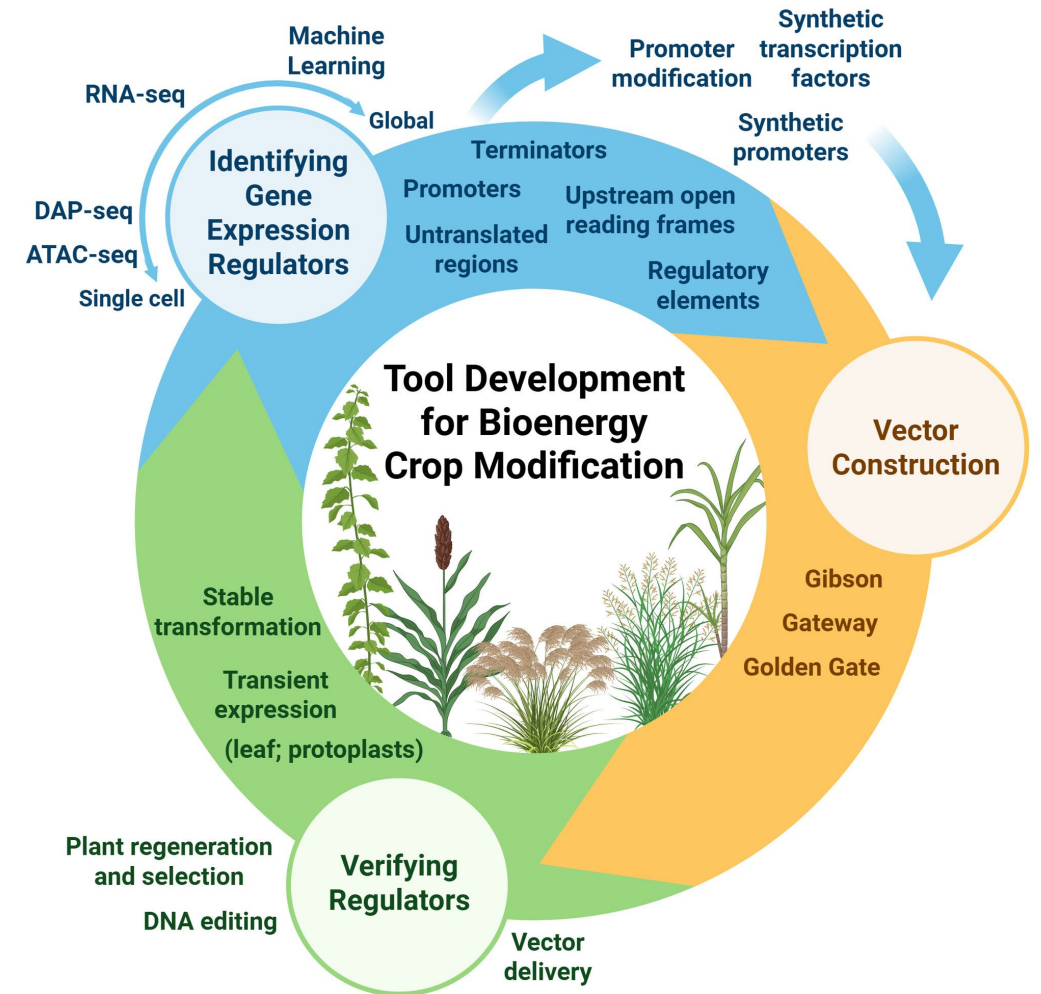 Machine
Learning
RNA-seq
Global
DAP-seq
ATAC-seq
Single cell
Identifying
Gene
Expression
Regulators
Terminators
Promoters
Upstream open
reading frames
Untranslated
regions
Regulatory
elements
Promoter
modification
Synthetic
transcription
factors
Synthetic
promoters
Tool Development
for Bioenergy
Crop Modification
Vector
Construction
Gibson
Gateway
Golden Gate
Stable
transformation
Transient
expression
(leaf; protoplasts)
Verifying
Regulators
Plant regeneration
and selection
DNA editing
Vector
delivery